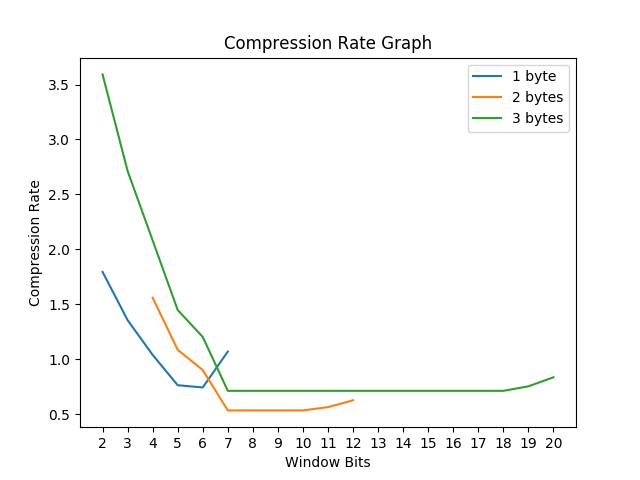 Compression Rate Graph
1 byte
2 bytes
3 bytes
3.5
3.0
2.5
2.0
1.5
1.0
0.5
Compression Rate
2 3 4 5 6 7 8 9 10 11 12 13 14 15 16 17 18 19 20
Window Bits